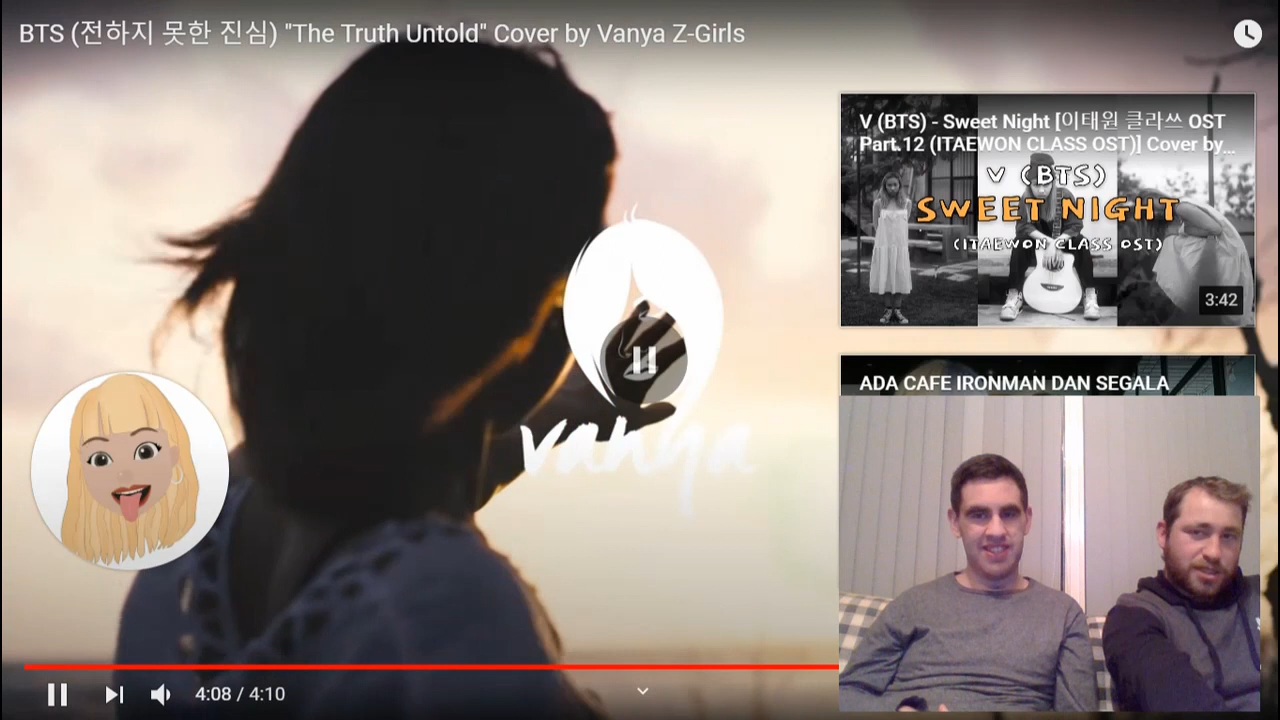 BTS (전하지 못한 진심) "The Truth Untold" Cover by Vanya Z-Girls
V (BTS) - Sweet Night [이태원 클라쓰 OST
Part.12 (ITAEWON CLASS OST)] Cover by...
V (BTS)
SWEET NIGHT
(ITAEWON CLASS OST)
3:42
ADA CAFE IRONMAN DAN SEGALA
vanya
4:08 / 4:10